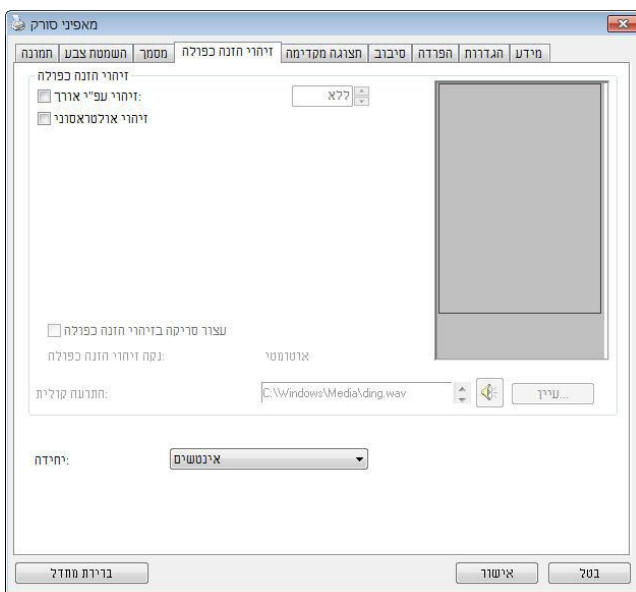 מאפיני סורק
תמונה השמטת צבע מסמך זיהוי הזנה כפולה תצוגה מקדימה סיבוב הפרדה הגדרות מידע
זיהוי הזנה כפולה
זיהוי עפ"י אורך: ללא
זיהוי אולטראסוני
עצור סריקה בזיהוי הזנה כפולה
נקה זיהוי הזנה כפולה: אוטומטי
התרעה קולית: C:\Windows\Media\ding.wav עיין...
יחידה: אינטשים
ברירת מחדל אישור בטל